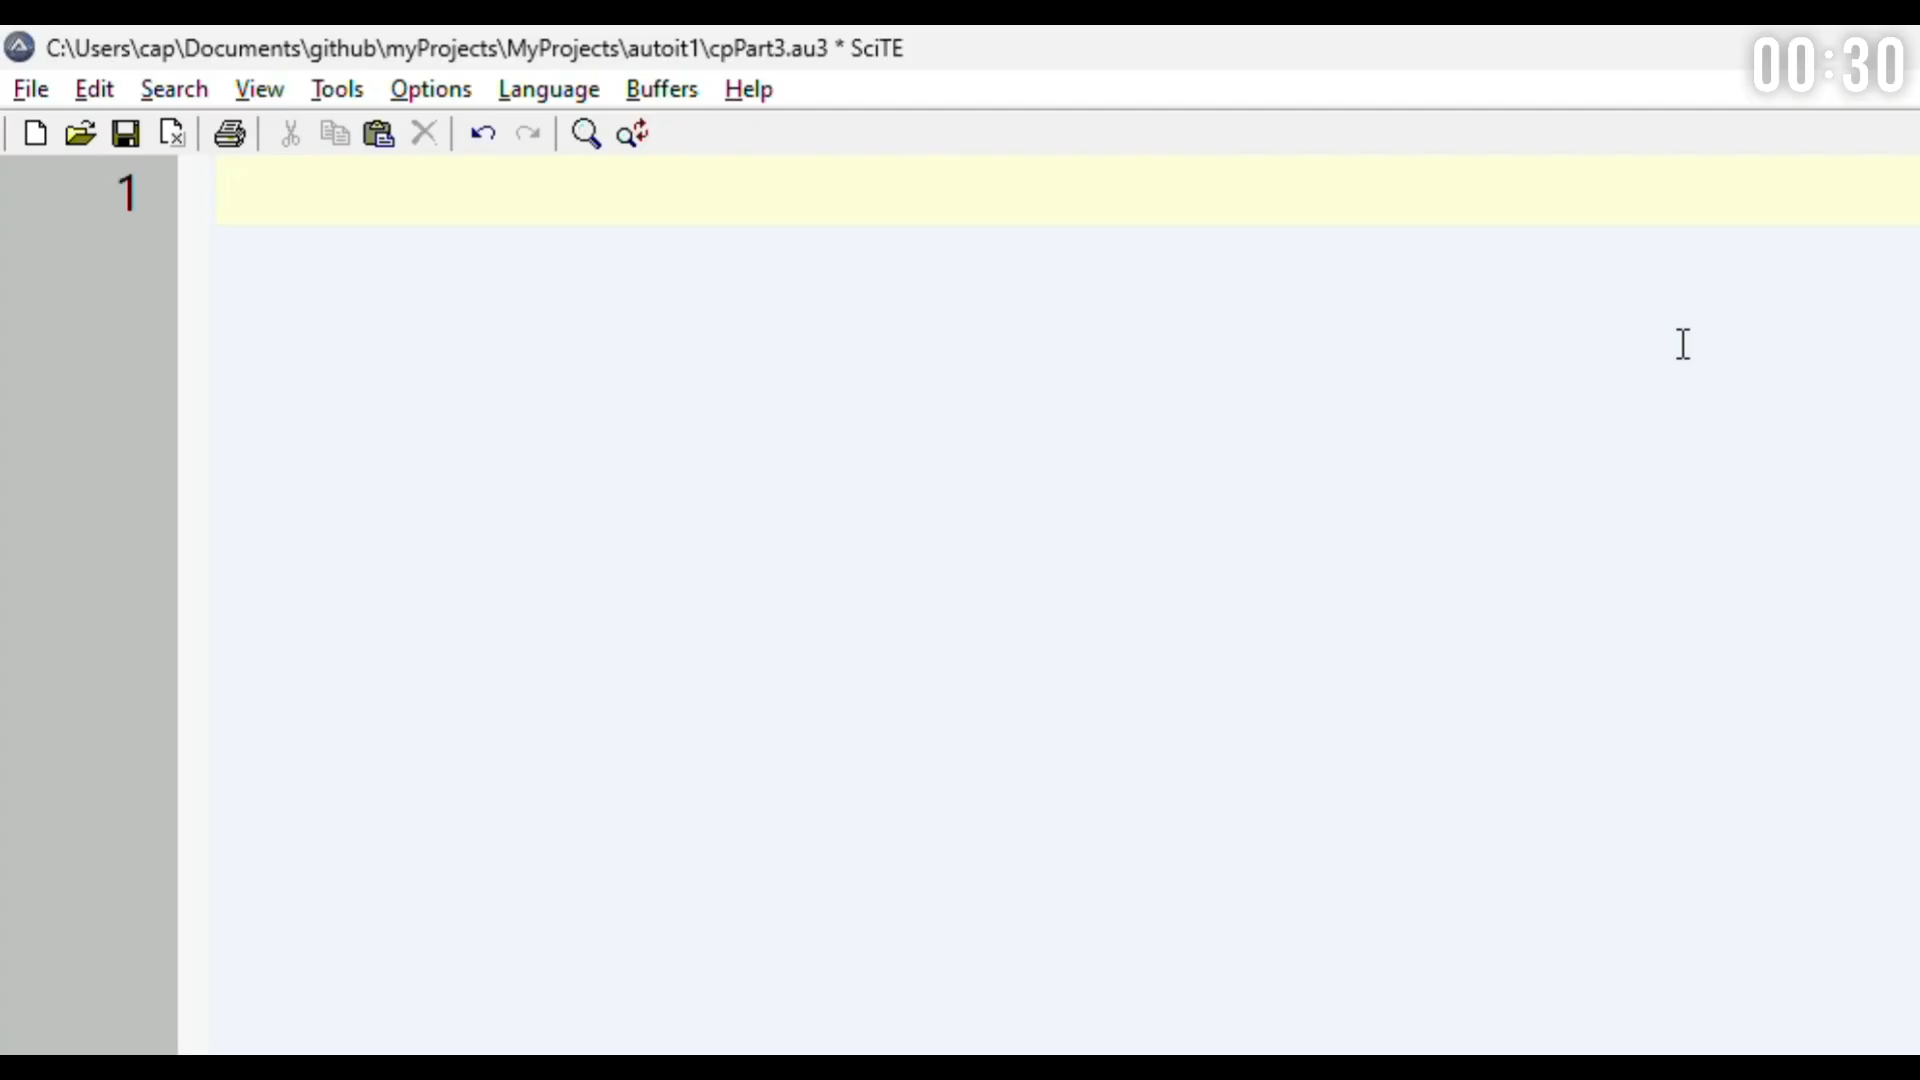 C:\Users\cap\Documents\github\myProjects\MyProjects\autoit1\cpPart3.au3 * SciTE
00:30
File Edit Search View Tools Options Language Buffers Help
1